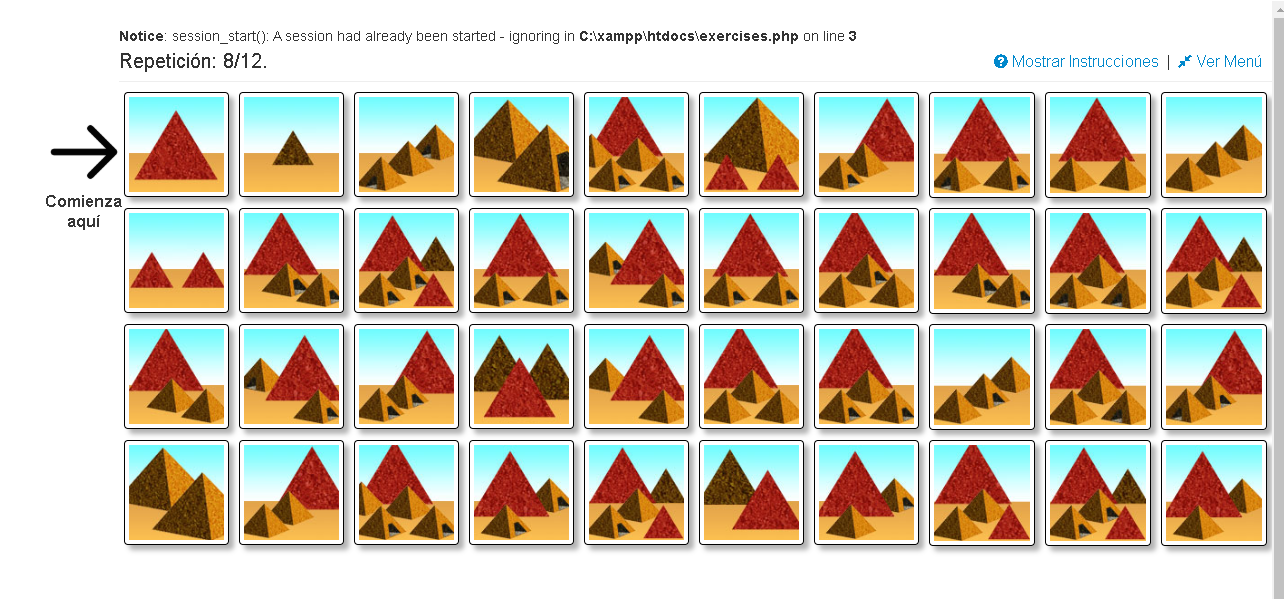 Notice: session_start(): A session had already been started - ignoring in C:\xampp\htdocs\exercises.php on line 3
Repetición: 8/12.
Mostrar Instrucciones | Ver Menú
Comienza
aquí